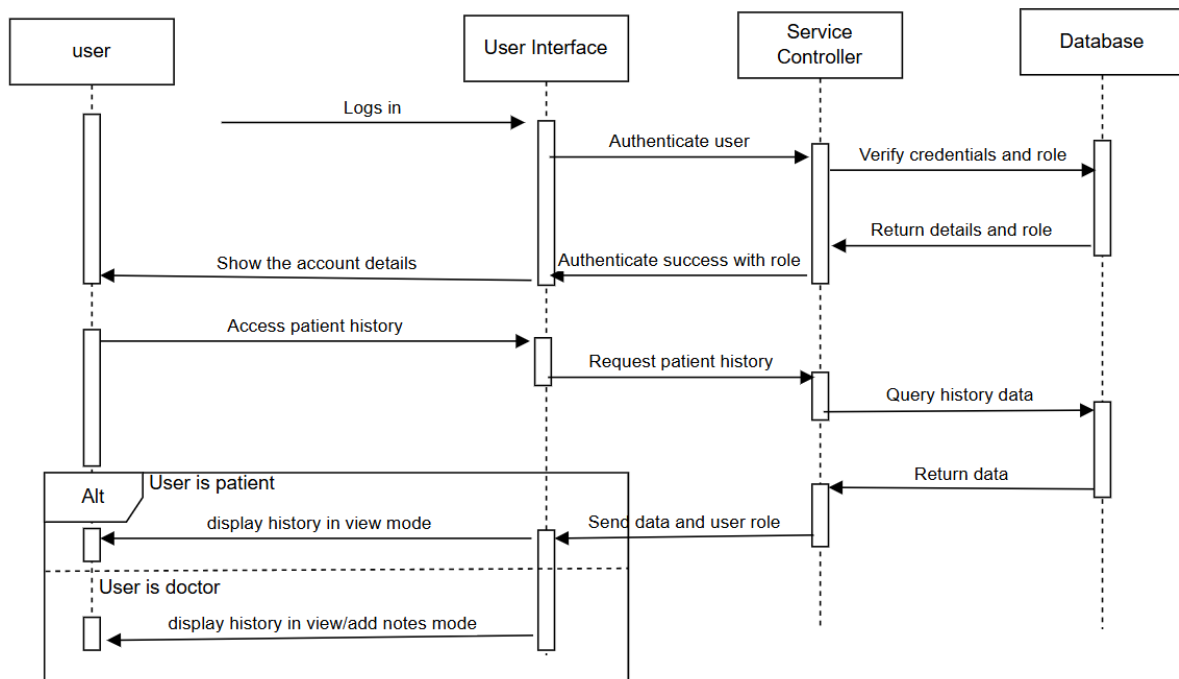 user
User Interface
Service
Controller
Database
Logs in
Authenticate user
Verify credentials and role
Return details and role
Authenticate success with role
Show the account details
Access patient history
Request patient history
Query history data
Return data
Alt
User is patient
display history in view mode
Send data and user role
User is doctor
display history in view/add notes mode